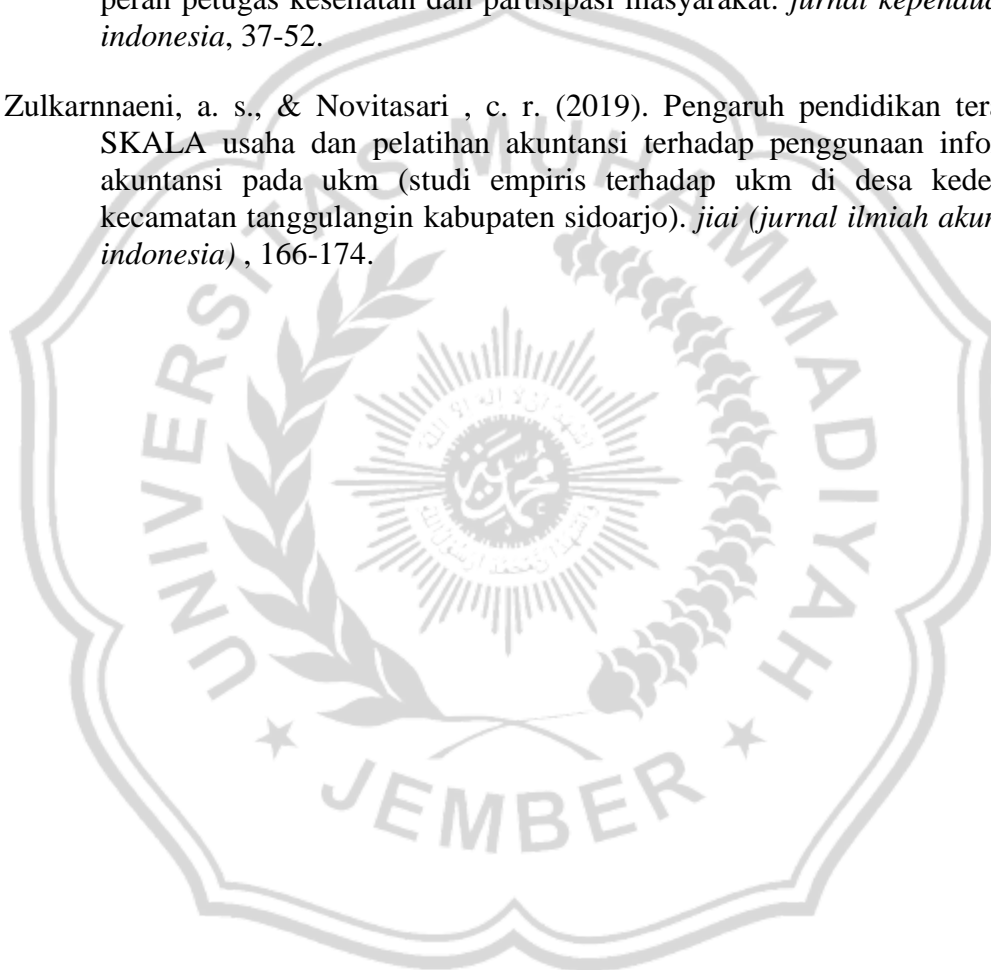 peran petugas kesehatan dan partisipasi masyarakat. jurnal kependu
indonesia, 37-52.
Zulkarnnaeni, a. s., & Novitasari , c. r. (2019). Pengaruh pendidikan ter
SKALA usaha dan pelatihan akuntansi terhadap penggunaan info
akuntansi pada ukm (studi empiris terhadap ukm di desa kede
kecamatan tanggulangin kabupaten sidoarjo). jiai (jurnal ilmiah akun
indonesia) , 166-174.
UNIVERSITAS MUHAMMADIYAH
JEMBER